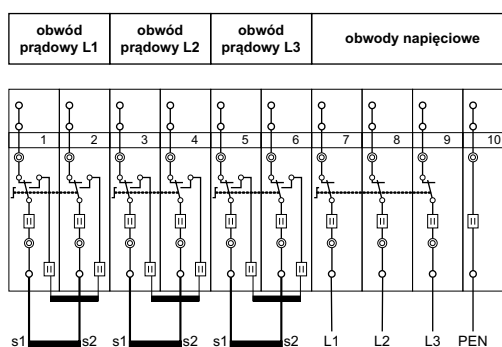 obwód prądowy L1
obwód prądowy L2
obwód prądowy L3
obwody napięciowe
1 2 3 4 5 6 7 8 9 10
s1 s2 s1 s2 s1 s2 L1 L2 L3 PEN